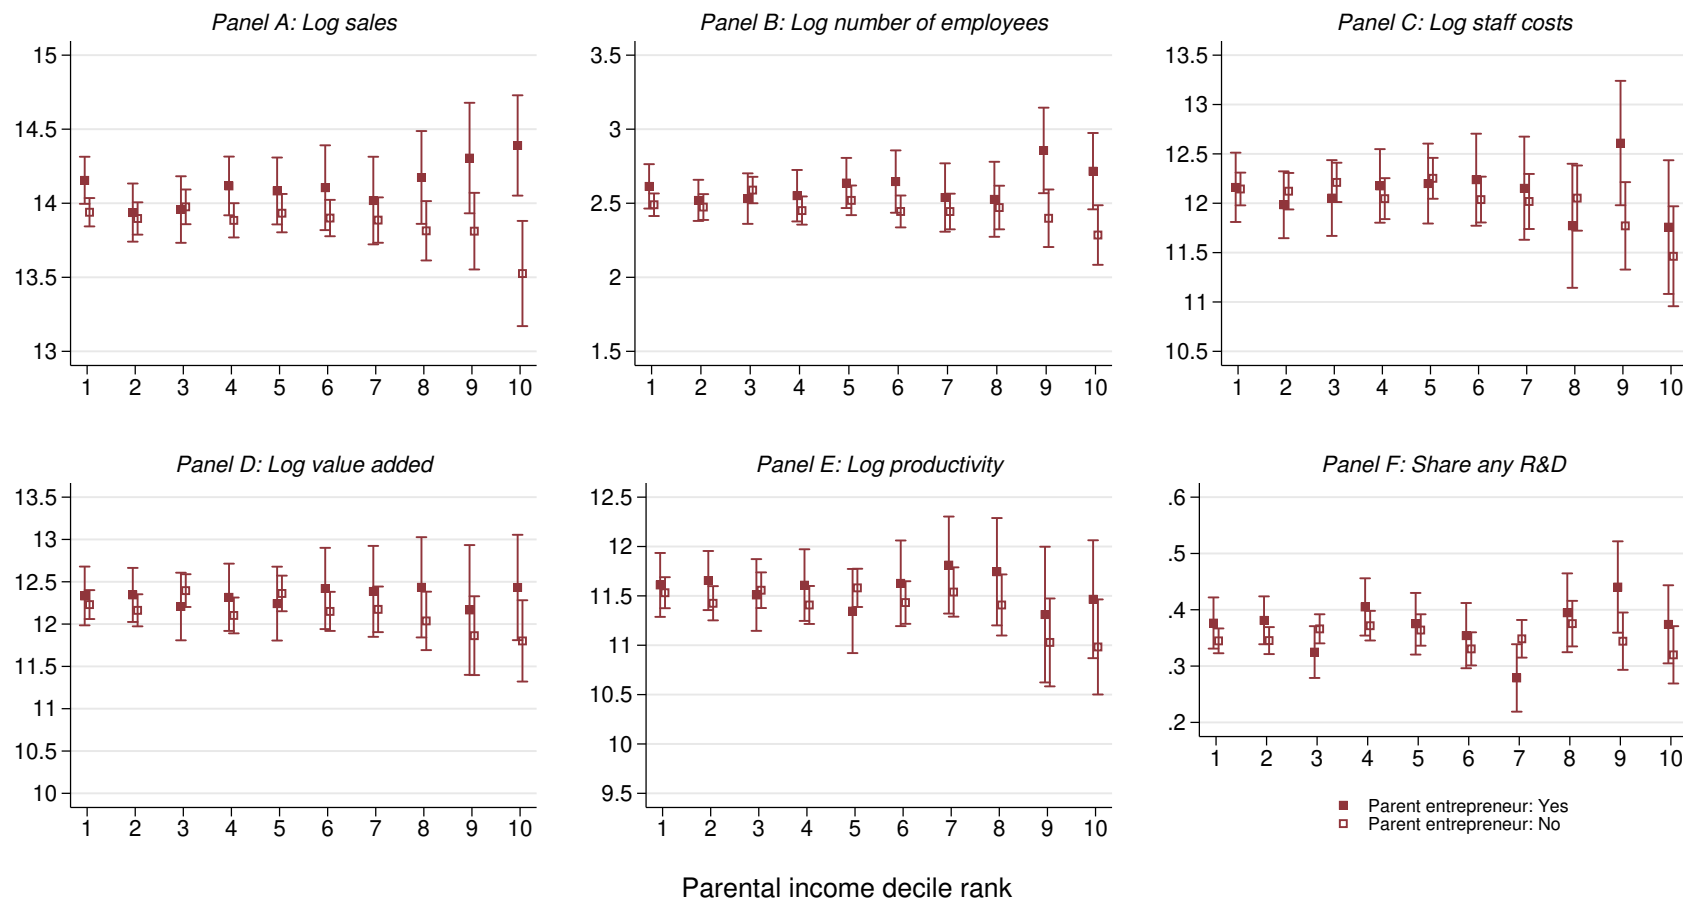 Panel A: Log sales
15
14.5
14
13.5
13
1 2 3 4 5 6 7 8 9 10
Panel B: Log number of employees
3.5
3
2.5
2
1.5
1 2 3 4 5 6 7 8 9 10
Panel C: Log staff costs
13.5
13
12.5
12
11.5
11
10.5
1 2 3 4 5 6 7 8 9 10
Panel D: Log value added
13.5
13
12.5
12
11.5
11
10.5
10
1 2 3 4 5 6 7 8 9 10
Panel E: Log productivity
12.5
12
11.5
11
10.5
10
9.5
1 2 3 4 5 6 7 8 9 10
Panel F: Share any R&D
.6
.5
.4
.3
.2
1 2 3 4 5 6 7 8 9 10
Parent entrepreneur: Yes
Parent entrepreneur: No
Parental income decile rank